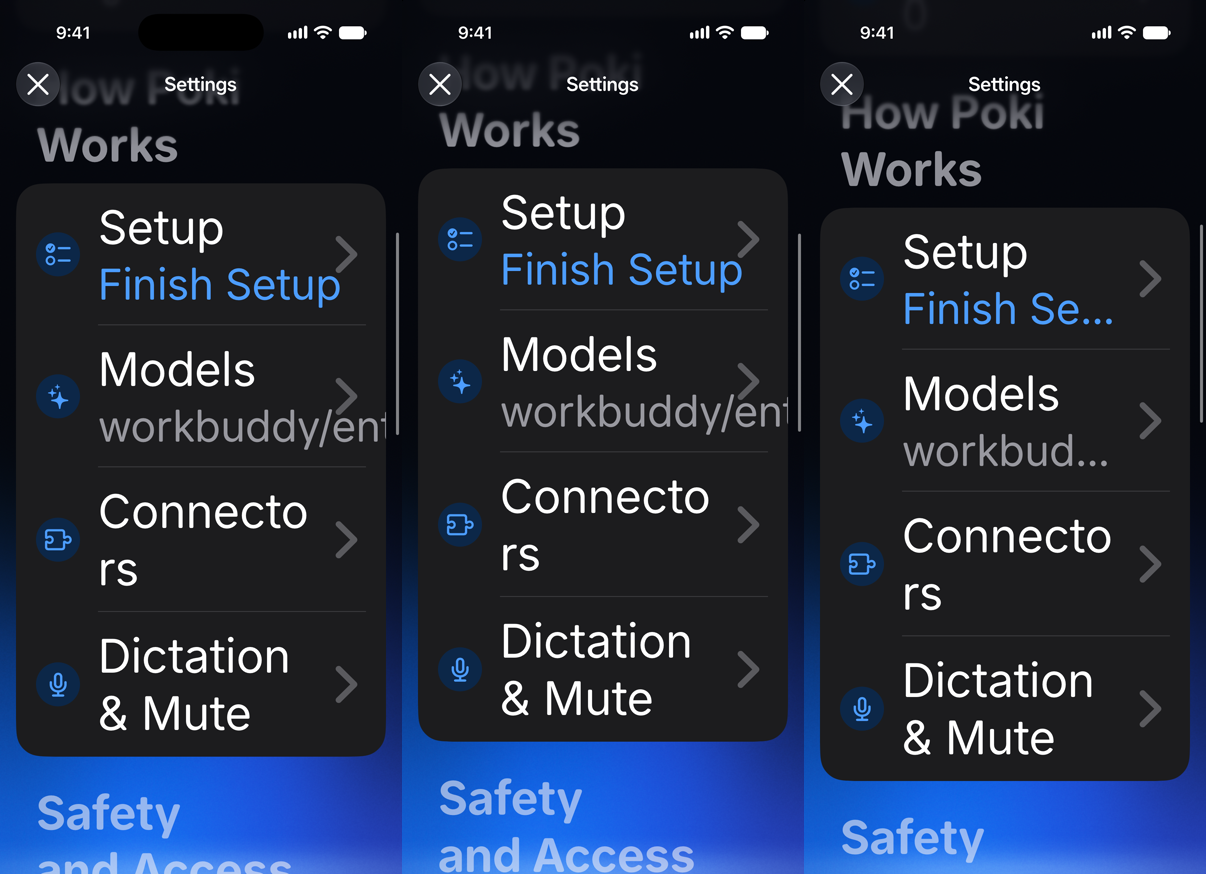 9:41
Settings
How Poki
Works
Setup
Finish Setup
Models
workbuddy/ent
Connecto
rs
Dictation
& Mute
Safety
and Access
9:41
Settings
How Poki
Works
Setup
Finish Setup
Models
workbuddy/ent
Connecto
rs
Dictation
& Mute
Safety
and Access
9:41
0
Settings
How Poki
Works
Setup
Finish Se...
Models
workbud...
Connecto
rs
Dictation
& Mute
Safety